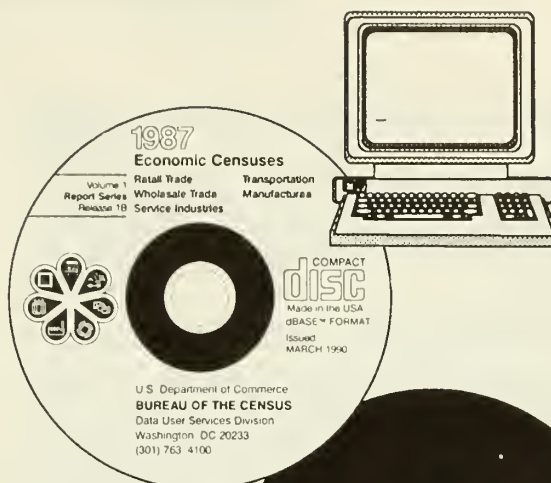 1987
Economic Censuses
Volume 1
Report Series
Release 1B
Retail Trade
Wholesale Trade
Service Industries
Transportation
Manufactures
COMPACT
disc
Made in the USA
dBASE™ FORMAT
Issued
MARCH 1990
U.S. Department of Commerce
BUREAU OF THE CENSUS
Data User Services Division
Washington DC 20233
(301) 763 4100